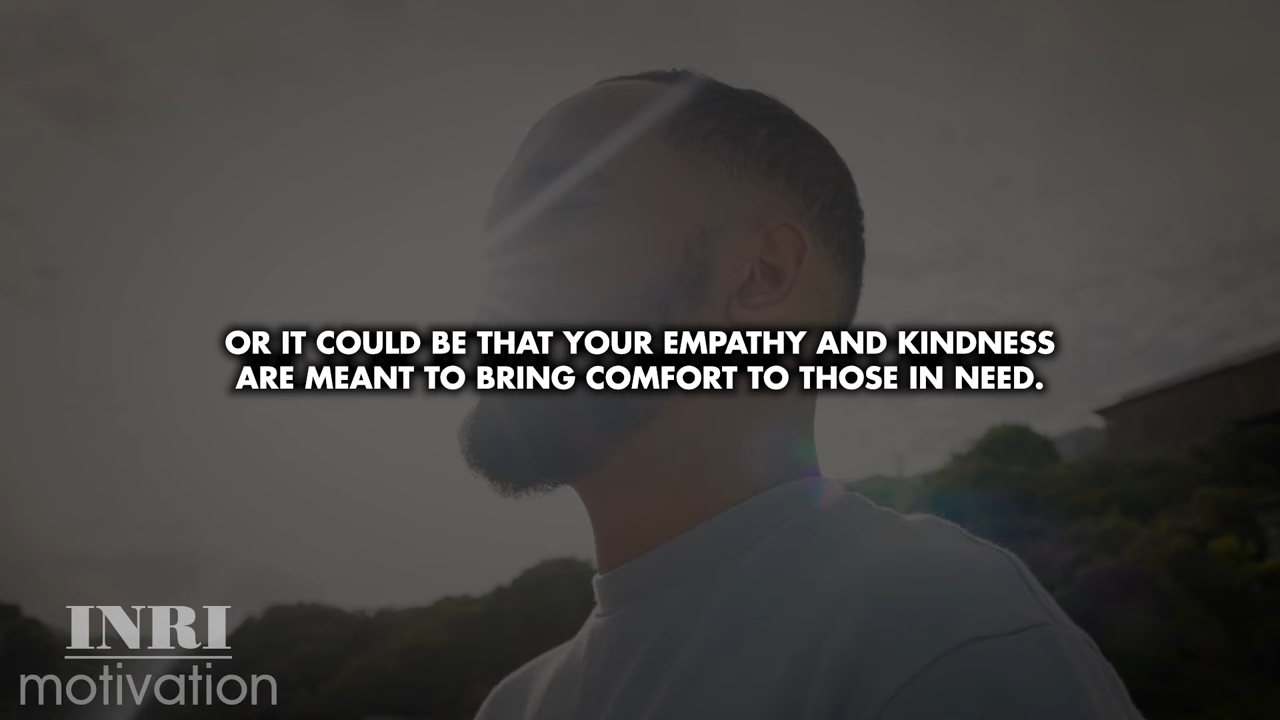 OR IT COULD BE THAT YOUR EMPATHY AND KINDNESS
ARE MEANT TO BRING COMFORT TO THOSE IN NEED.
INRI
motivation